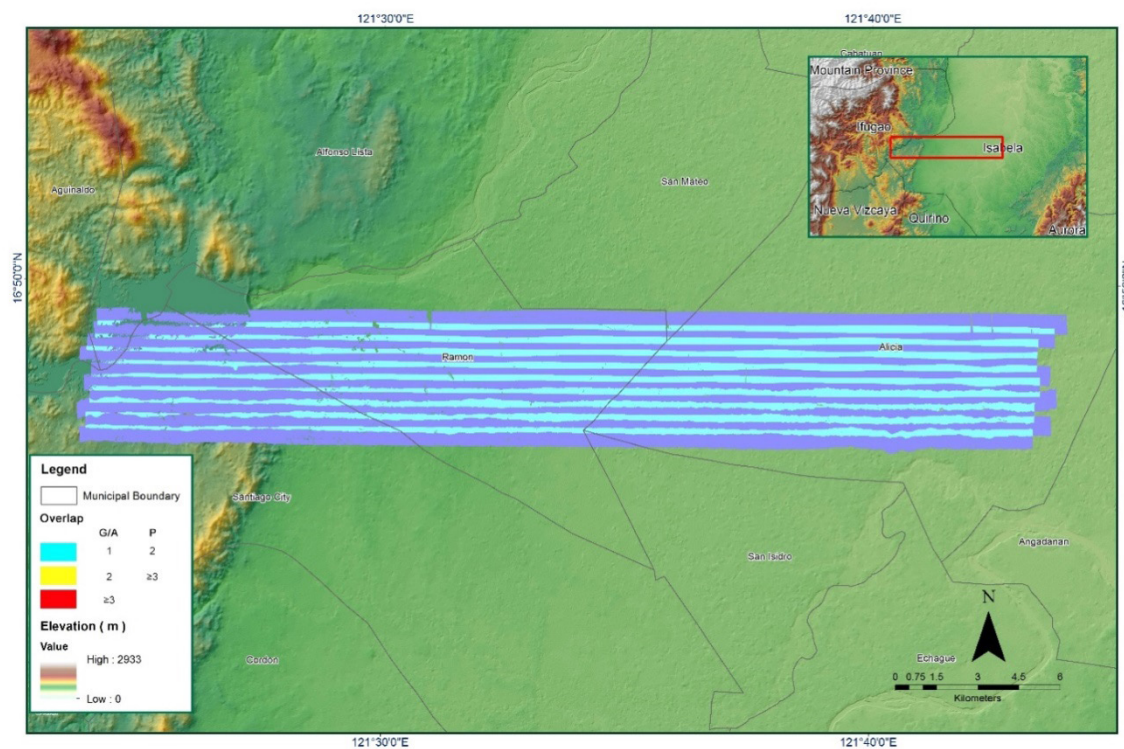 121°30'0"E
121°40'0"E
Cabatuan
Mountain Province
Ifugao
Isabela
Nueva Vizcaya
Quirino
Aurora
Alfonso Lista
San Mateo
Aguinaldo
16°50'0"N
Ramon
Alicia
Legend
Municipal Boundary
Overlap
G/A P
1 2
2 ≥3
≥3
Elevation ( m )
Value
High : 2933
Low : 0
Santiago City
San Isidro
Angadanan
Cordon
Echague
N
0 0.75 1.5 3 4.5 6
Kilometers
121°30'0"E
121°40'0"E